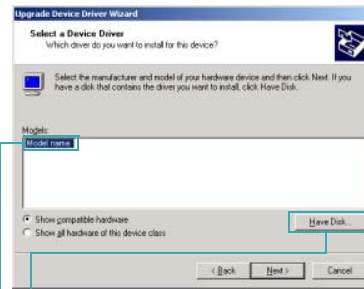 Upgrade Device Driver Wizard
Select a Device Driver
Which driver do you want to install for this device?
Select the manufacturer and model of your hardware device and then click Next. If you
have a disk that contains the driver you want to install, click Have Disk.
Models:
Model name
Show compatible hardware
Show all hardware of this device class
Have Disk...
< Back
Next >
Cancel